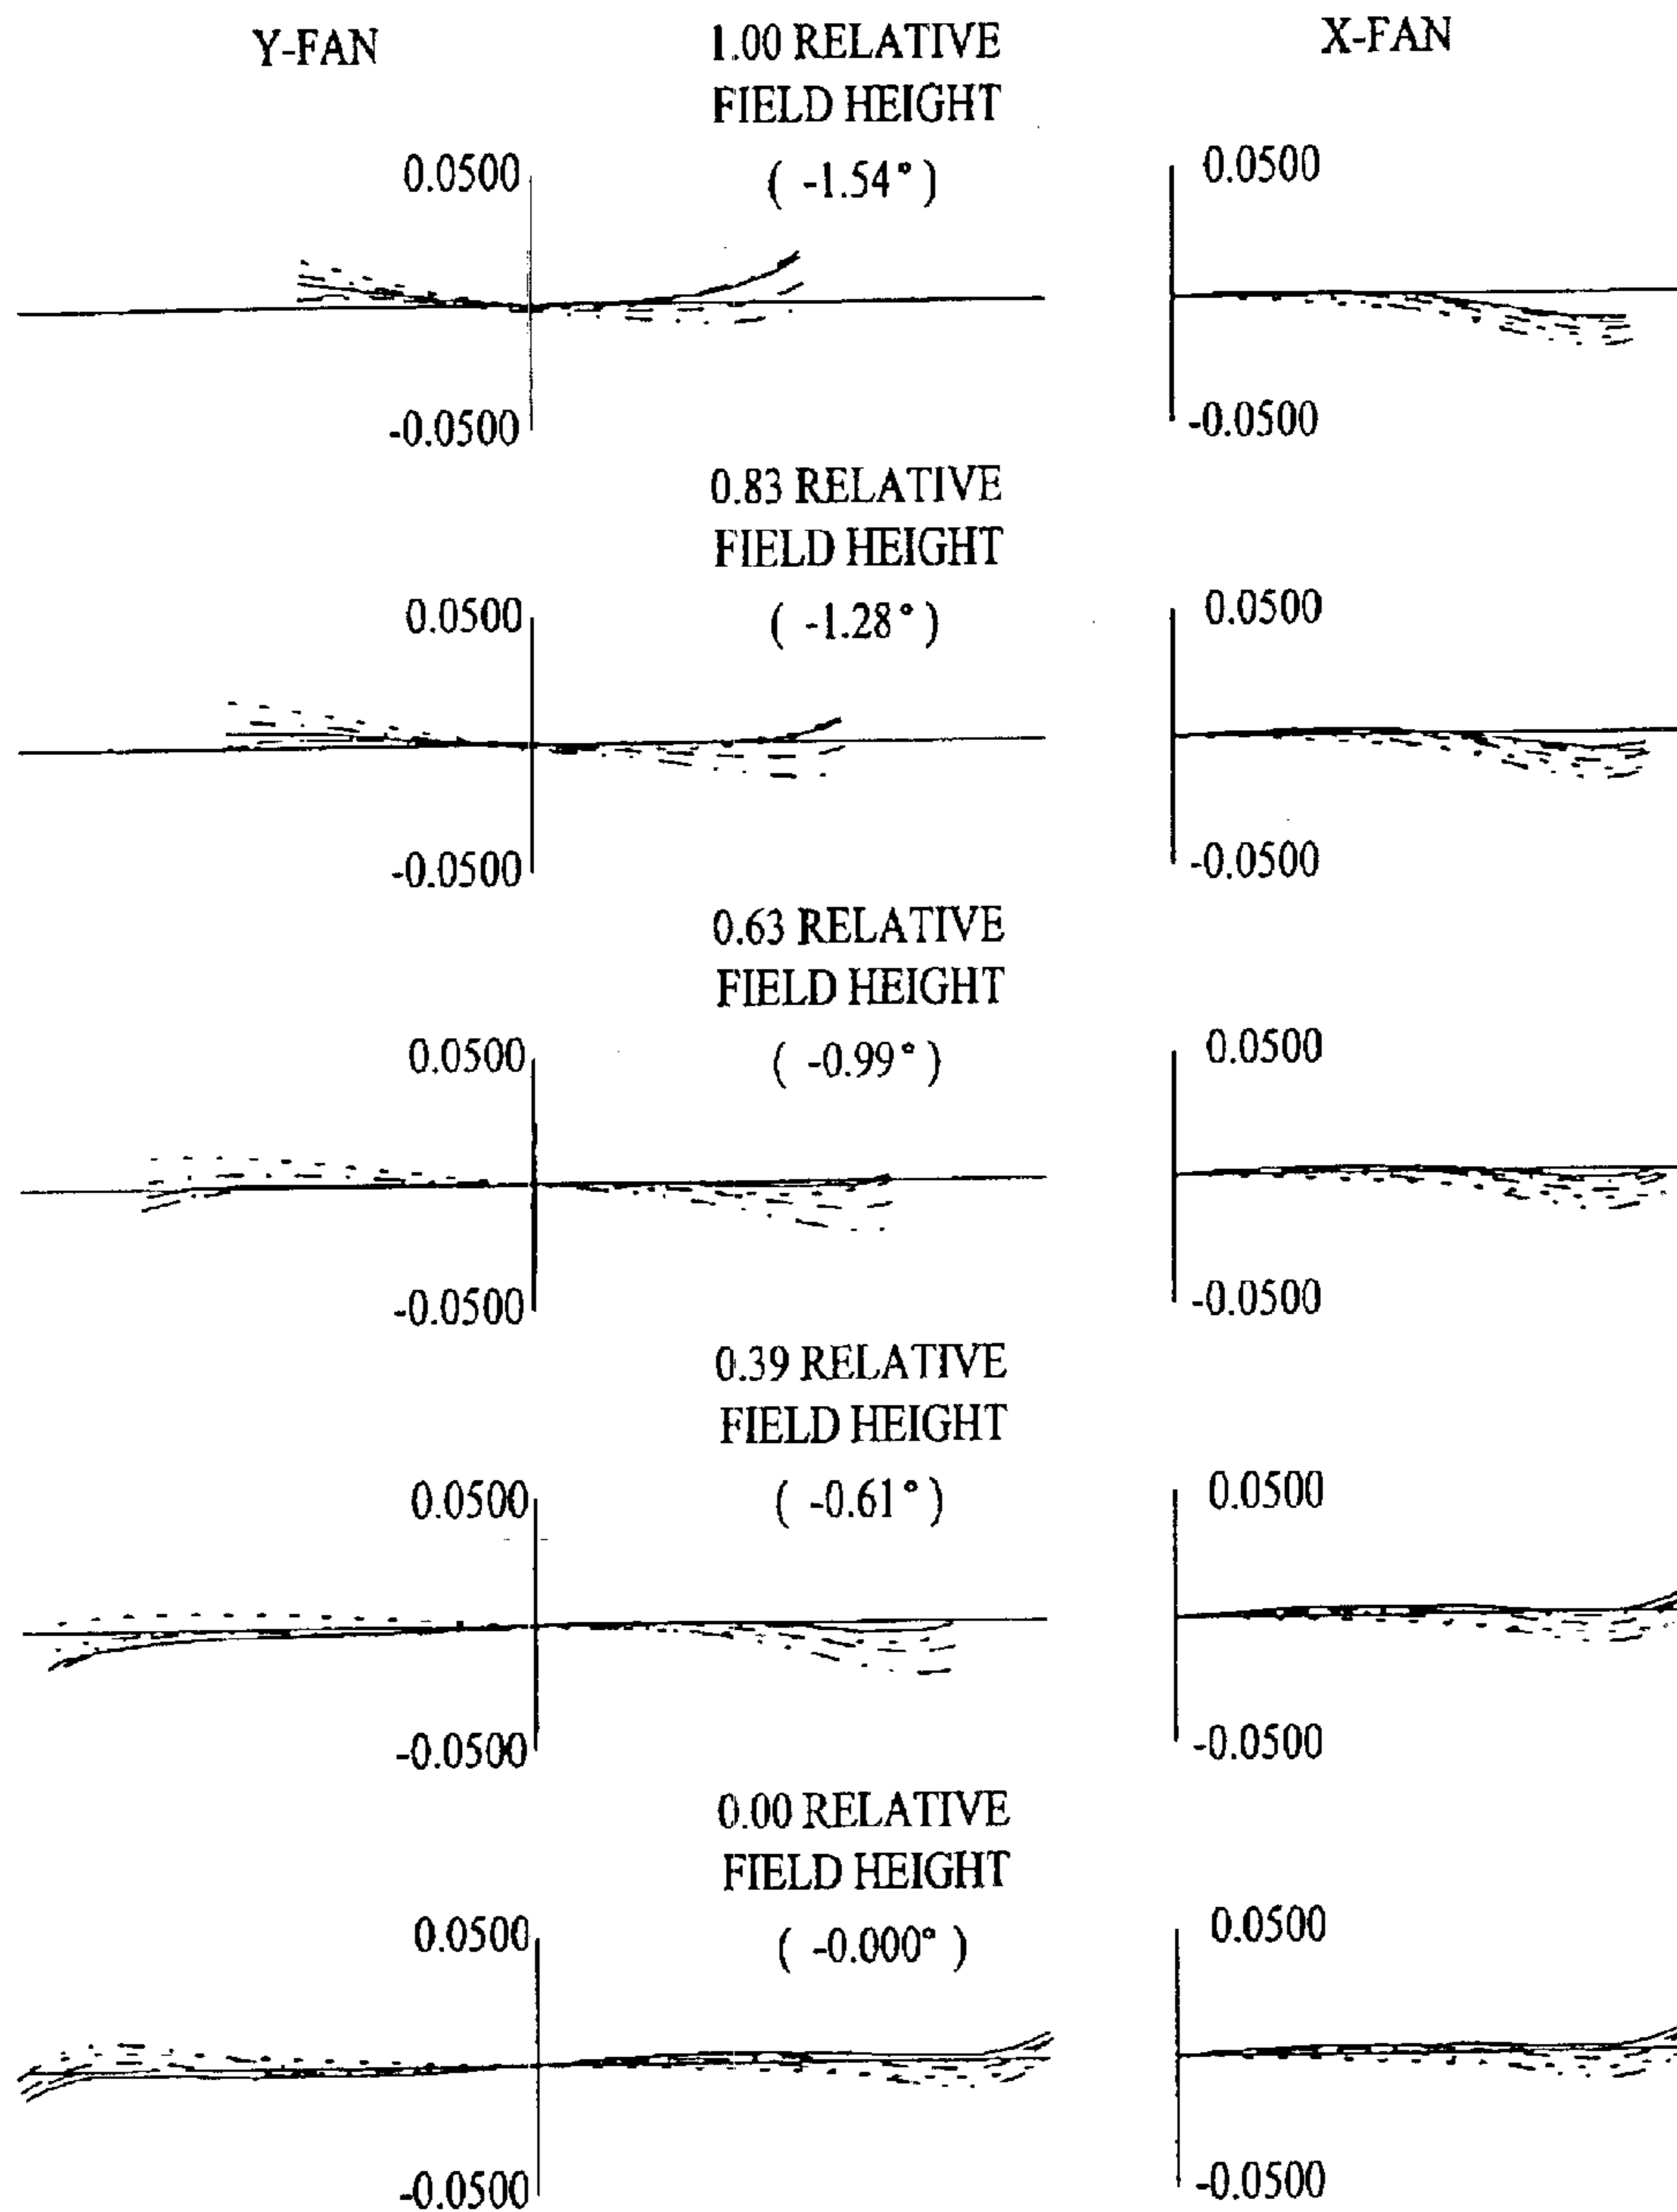 Y-FAN
1.00 RELATIVE
FIELD HEIGHT
( -1.54° )
X-FAN
0.0500
-0.0500
0.0500
-0.0500
0.83 RELATIVE
FIELD HEIGHT
( -1.28° )
0.0500
-0.0500
0.0500
-0.0500
0.63 RELATIVE
FIELD HEIGHT
( -0.99° )
0.0500
-0.0500
0.0500
-0.0500
0.39 RELATIVE
FIELD HEIGHT
( -0.61° )
0.0500
-0.0500
0.0500
-0.0500
0.00 RELATIVE
FIELD HEIGHT
( -0.000° )
0.0500
-0.0500
0.0500
-0.0500